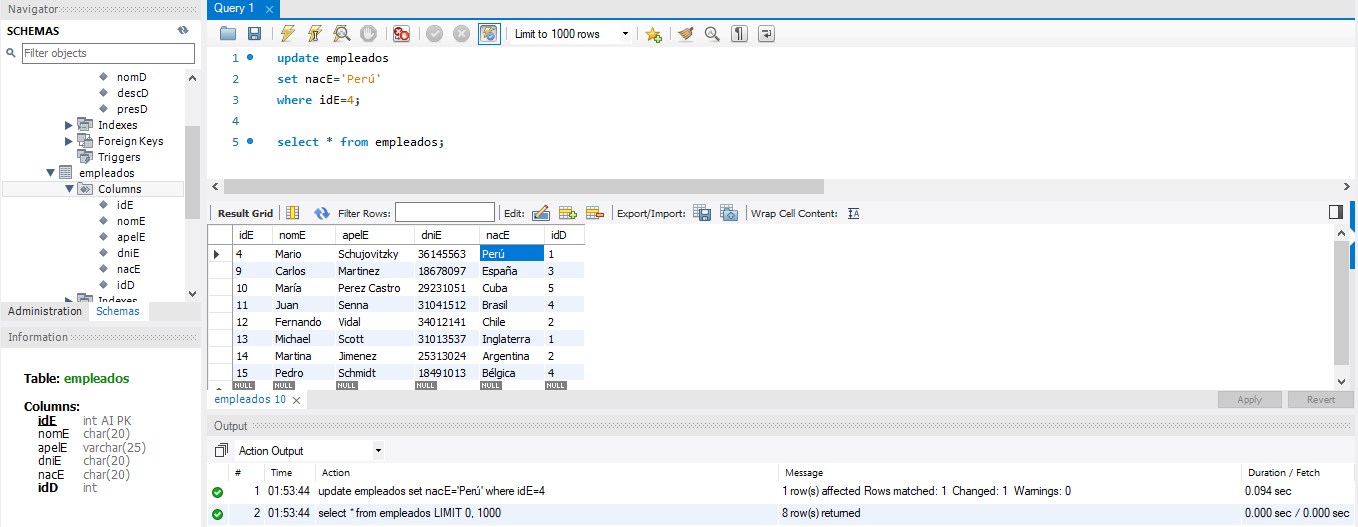 Navigator
Query 1
SCHEMAS
Filter objects
Limit to 1000 rows
nomD
descD
presD
Indexes
Foreign Keys
Triggers
empleados
Columns
idE
nomE
apelE
dniE
nacE
idD
Indexes
Administration Schemas
Information
Table: empleados
Columns:
idE int AI PK
nomE char(20)
apelE varchar(25)
dniE char(20)
nacE char(20)
idD int
1 update empleados
2 set nacE='Perú'
3 where idE=4;
4
5 select * from empleados;
Result Grid Filter Rows: Edit: Export/Import: Wrap Cell Content:
idE nomE apelE dniE nacE idD
4 Mario Schujovitzky 36145563 Perú 1
9 Carlos Martinez 18678097 España 3
10 María Perez Castro 29231051 Cuba 5
11 Juan Senna 31041512 Brasil 4
12 Fernando Vidal 34012141 Chile 2
13 Michael Scott 31013537 Inglaterra 1
14 Martina Jimenez 25313024 Argentina 2
15 Pedro Schmidt 18491013 Bélgica 4
NULL NULL NULL NULL NULL NULL
empleados 10 Apply Revert
Output
Action Output
# Time Action Message Duration / Fetch
1 01:53:44 update empleados set nacE='Perú' where idE=4 1 row(s) affected Rows matched: 1 Changed: 1 Warnings: 0 0.094 sec
2 01:53:44 select * from empleados LIMIT 0, 1000 8 row(s) returned 0.000 sec / 0.000 sec